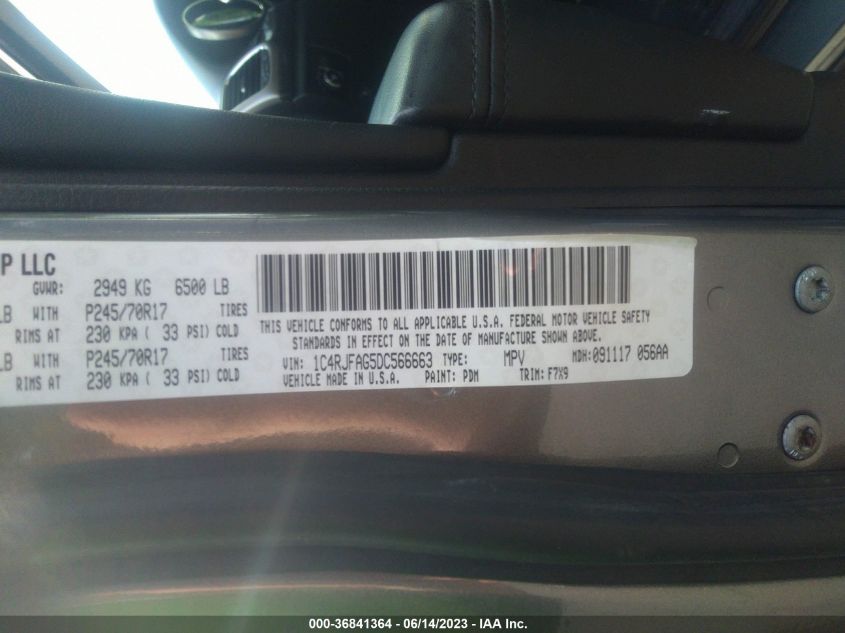 P LLC
GVWR: 2949 KG 6500 LB
LB WITH P245/70R17 TIRES
RIMS AT 230 KPA ( 33 PSI) COLD
LB WITH P245/70R17 TIRES
RIMS AT 230 KPA ( 33 PSI) COLD
THIS VEHICLE CONFORMS TO ALL APPLICABLE U.S.A. FEDERAL MOTOR VEHICLE SAFETY
STANDARDS IN EFFECT ON THE DATE OF MANUFACTURE SHOWN ABOVE.
VIN: 1C4RJFAG5DC566663 TYPE: MPV MDH: 091117 056AA
VEHICLE MADE IN U.S.A. PAINT: PDM TRIM: F7X9
000-36841364 - 06/14/2023 - IAA Inc.